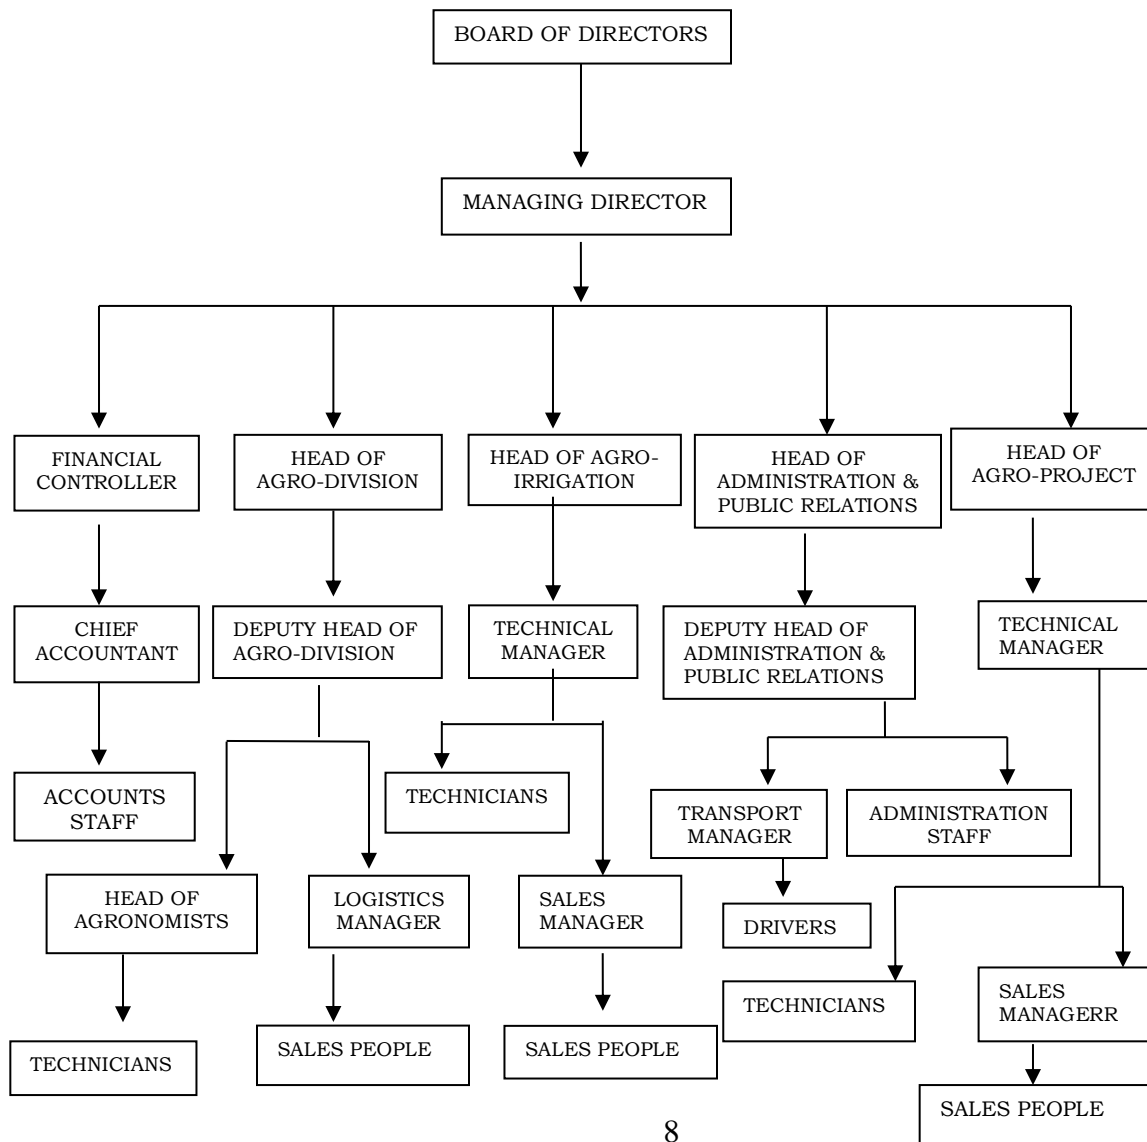 BOARD OF DIRECTORS
MANAGING DIRECTOR
FINANCIAL
CONTROLLER
HEAD OF
AGRO-DIVISION
HEAD OF AGRO-
IRRIGATION
HEAD OF
ADMINISTRATION &
PUBLIC RELATIONS
HEAD OF
AGRO-PROJECT
CHIEF
ACCOUNTANT
DEPUTY HEAD OF
AGRO-DIVISION
TECHNICAL
MANAGER
DEPUTY HEAD OF
ADMINISTRATION &
PUBLIC RELATIONS
TECHNICAL
MANAGER
ACCOUNTS
STAFF
TECHNICIANS
TRANSPORT
MANAGER
ADMINISTRATION
STAFF
HEAD OF
AGRONOMISTS
LOGISTICS
MANAGER
SALES
MANAGER
DRIVERS
TECHNICIANS
SALES
MANAGERR
TECHNICIANS
SALES PEOPLE
SALES PEOPLE
SALES PEOPLE
8